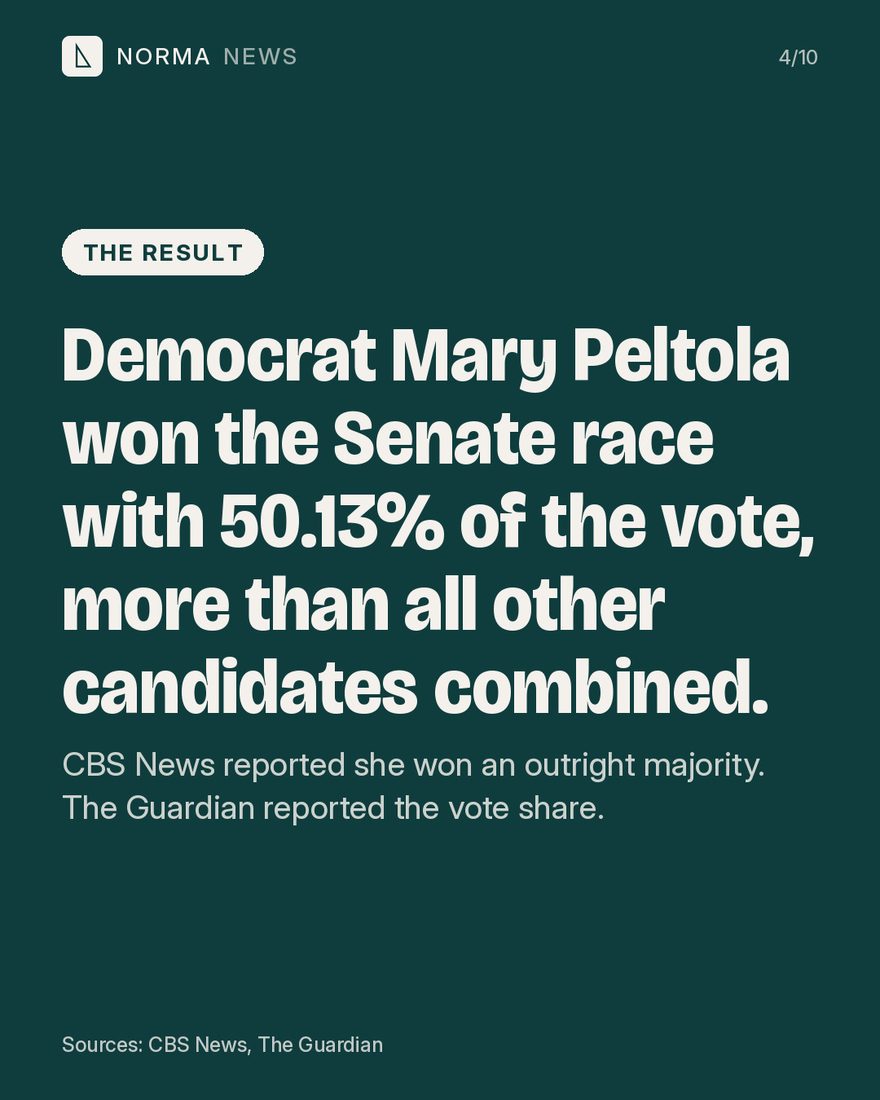 NORMA NEWS
4/10
THE RESULT
Democrat Mary Peltola
won the Senate race
with 50.13% of the vote,
more than all other
candidates combined.
CBS News reported she won an outright majority.
The Guardian reported the vote share.
Sources: CBS News, The Guardian